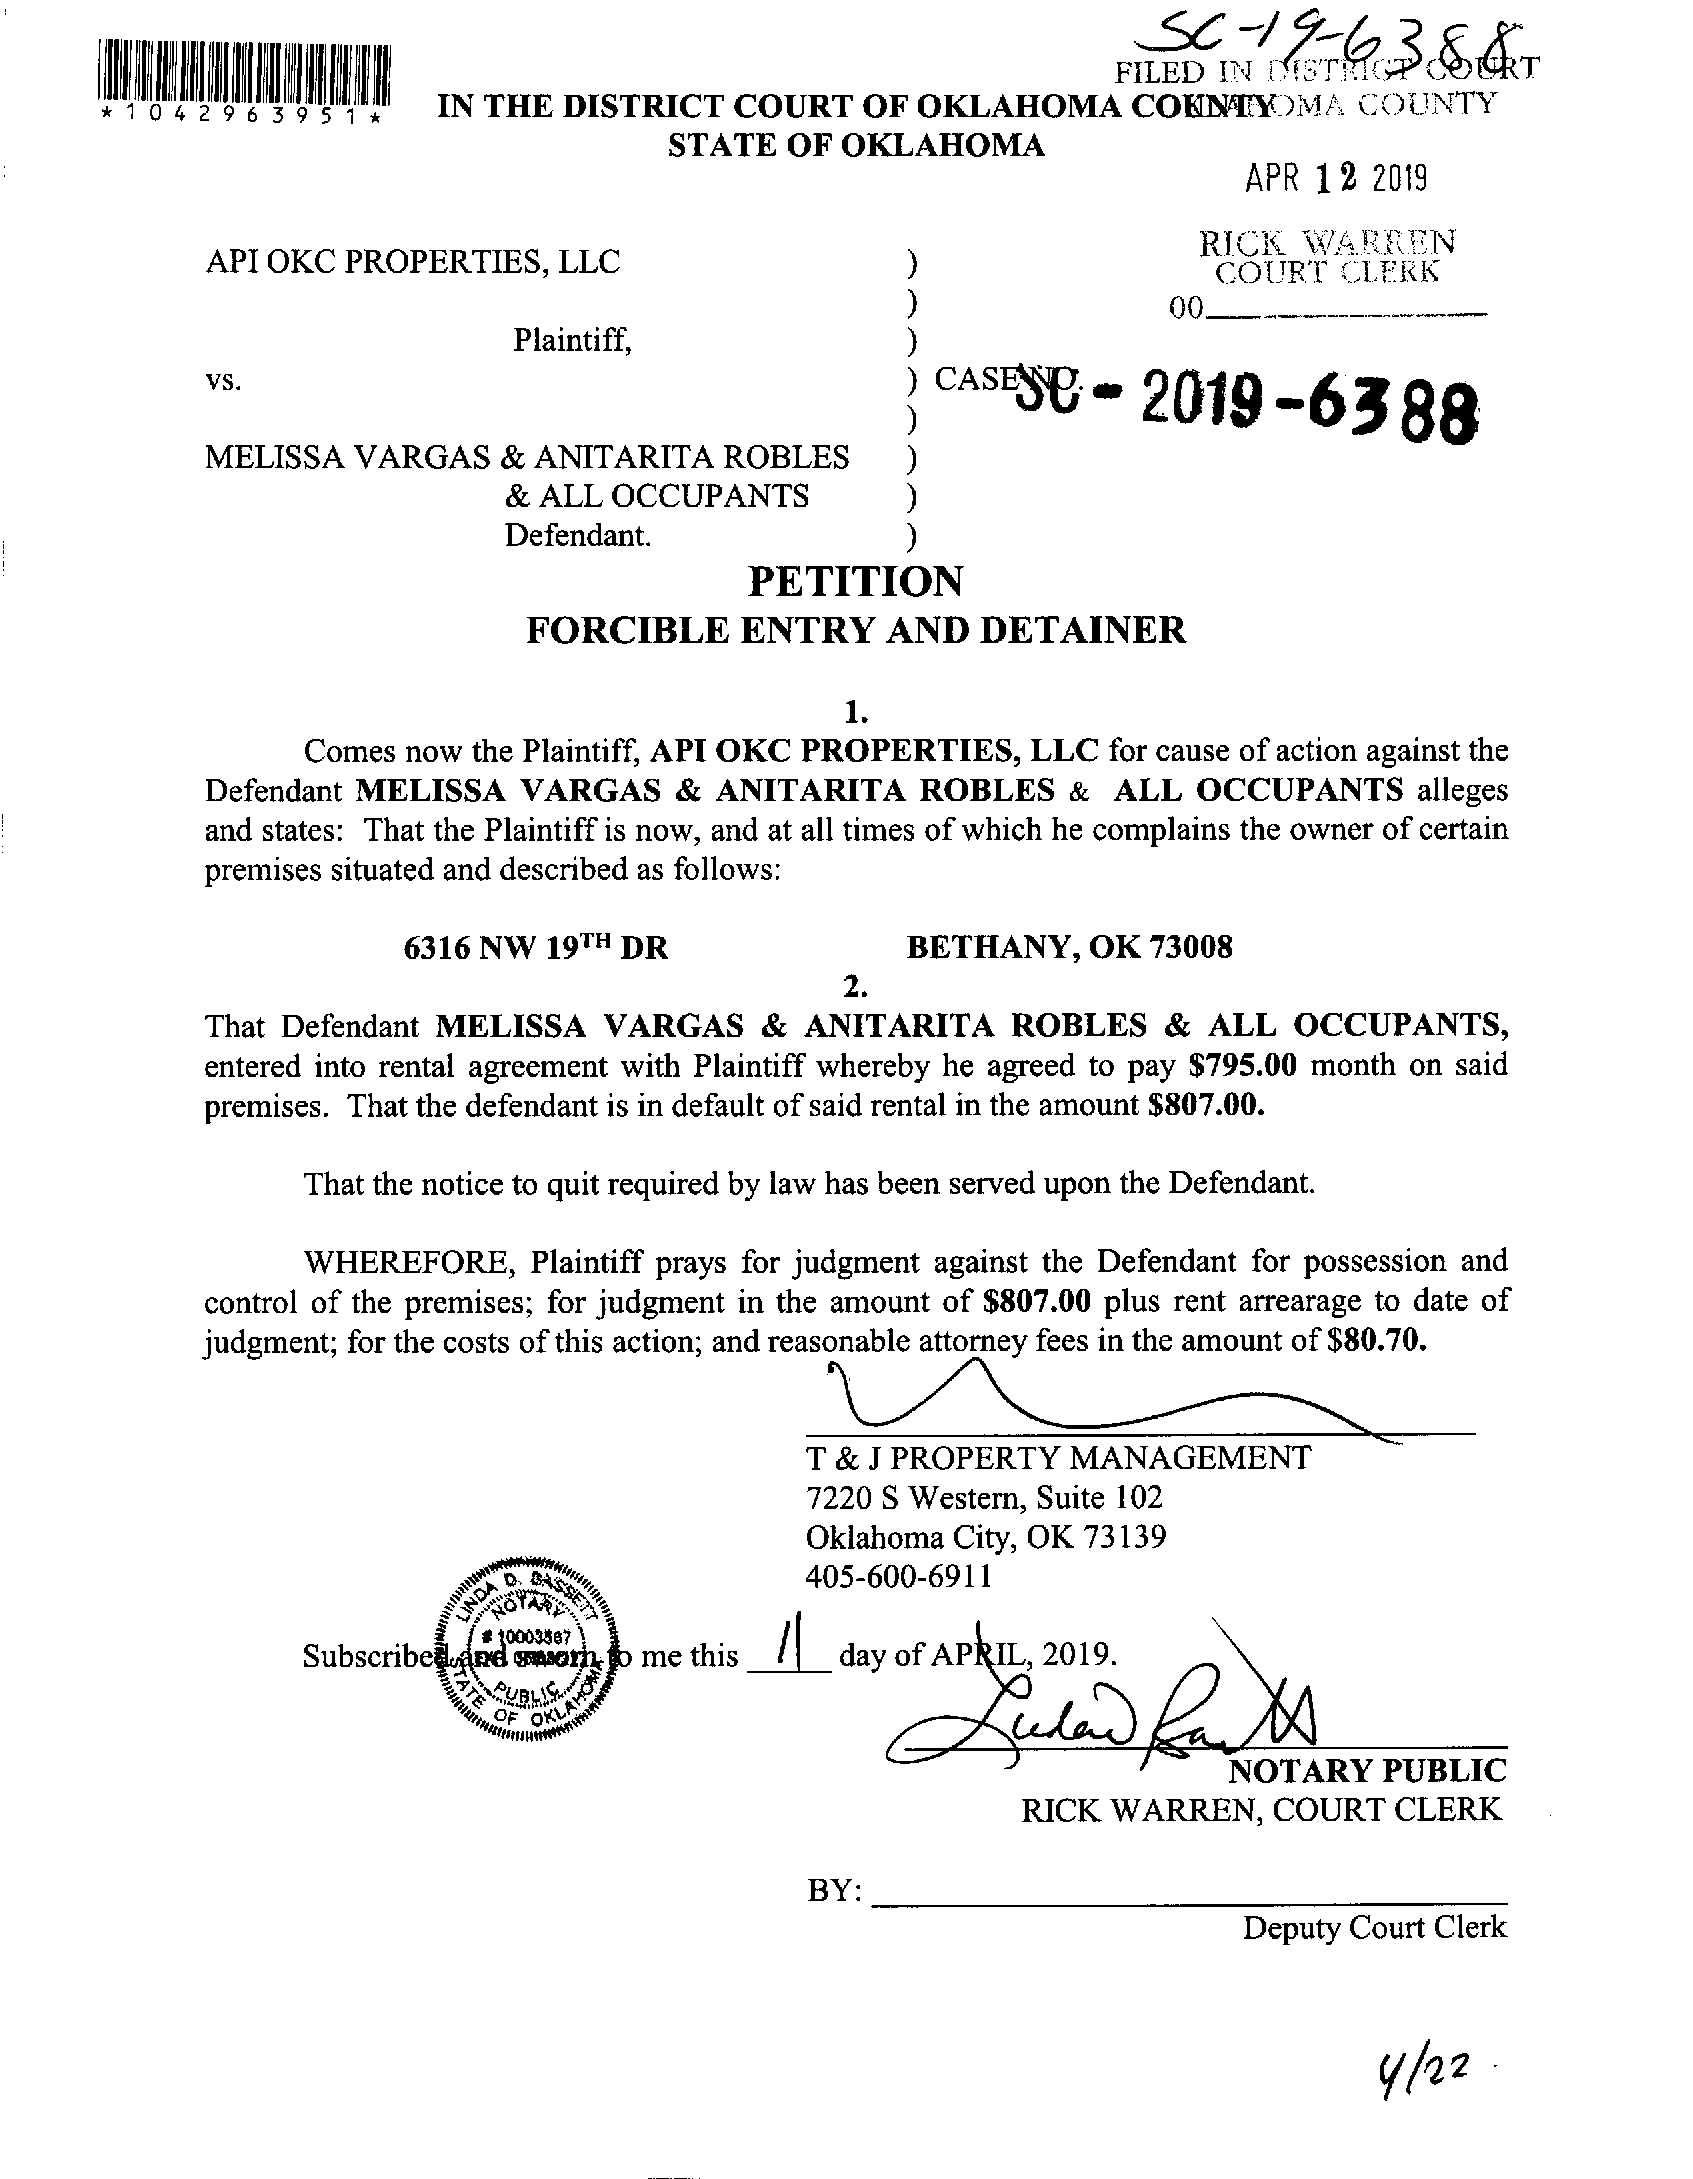 SC-19-6388
FILED IN DISTRICT COURT
*1042963951*
IN THE DISTRICT COURT OF OKLAHOMA COUNTY
OKLAHOMA COUNTY
STATE OF OKLAHOMA
APR 12 2019
RICK WARREN
COURT CLERK
00
API OKC PROPERTIES, LLC )
)
Plaintiff, )
vs. ) CASE NO.
SC - 2019 - 6388
)
MELISSA VARGAS & ANITARITA ROBLES )
& ALL OCCUPANTS )
Defendant. )
PETITION
FORCIBLE ENTRY AND DETAINER
1.
Comes now the Plaintiff, API OKC PROPERTIES, LLC for cause of action against the
Defendant MELISSA VARGAS & ANITARITA ROBLES & ALL OCCUPANTS alleges
and states: That the Plaintiff is now, and at all times of which he complains the owner of certain
premises situated and described as follows:
6316 NW 19TH DR BETHANY, OK 73008
2.
That Defendant MELISSA VARGAS & ANITARITA ROBLES & ALL OCCUPANTS,
entered into rental agreement with Plaintiff whereby he agreed to pay $795.00 month on said
premises. That the defendant is in default of said rental in the amount $807.00.
That the notice to quit required by law has been served upon the Defendant.
WHEREFORE, Plaintiff prays for judgment against the Defendant for possession and
control of the premises; for judgment in the amount of $807.00 plus rent arrearage to date of
judgment; for the costs of this action; and reasonable attorney fees in the amount of $80.70.
T & J PROPERTY MANAGEMENT
7220 S Western, Suite 102
Oklahoma City, OK 73139
405-600-6911
LINDA D. BASSETT
NOTARY
# 10003567
PUBLIC
STATE OF OKLAHOMA
Subscribed and sworn to me this 11 day of APRIL, 2019.
NOTARY PUBLIC
RICK WARREN, COURT CLERK
BY:
Deputy Court Clerk
4/22